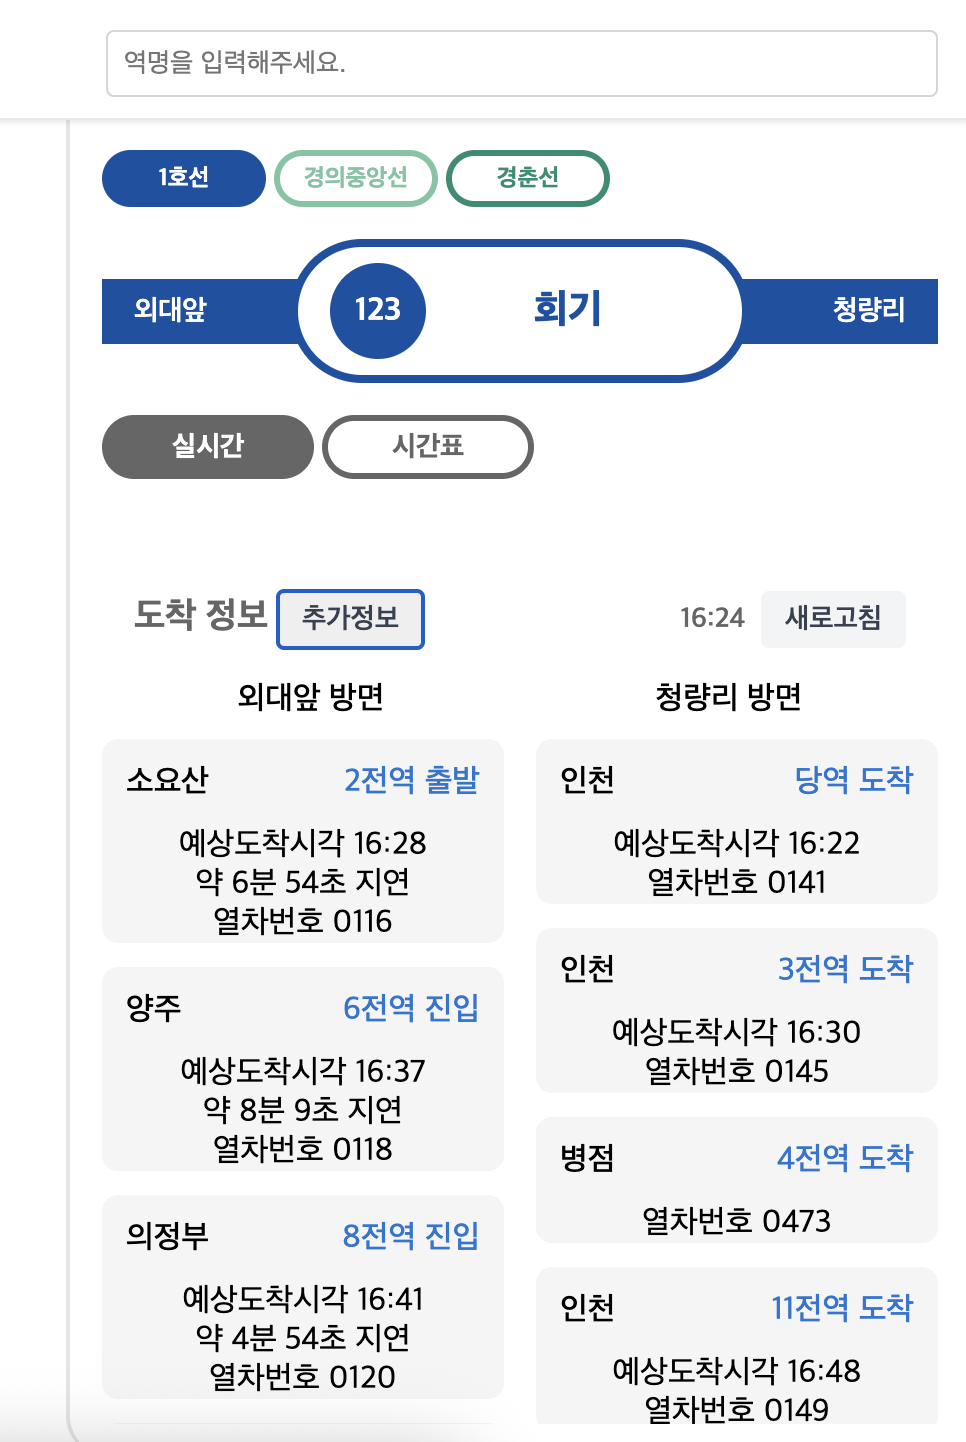 역명을 입력해주세요.
1호선 경의중앙선 경춘선
외대앞 123 회기 청량리
실시간 시간표
도착 정보 추가정보 16:24 새로고침
외대앞 방면
소요산 2전역 출발
예상도착시각 16:28
약 6분 54초 지연
열차번호 0116
양주 6전역 진입
예상도착시각 16:37
약 8분 9초 지연
열차번호 0118
의정부 8전역 진입
예상도착시각 16:41
약 4분 54초 지연
열차번호 0120
청량리 방면
인천 당역 도착
예상도착시각 16:22
열차번호 0141
인천 3전역 도착
예상도착시각 16:30
열차번호 0145
병점 4전역 도착
열차번호 0473
인천 11전역 도착
예상도착시각 16:48
열차번호 0149